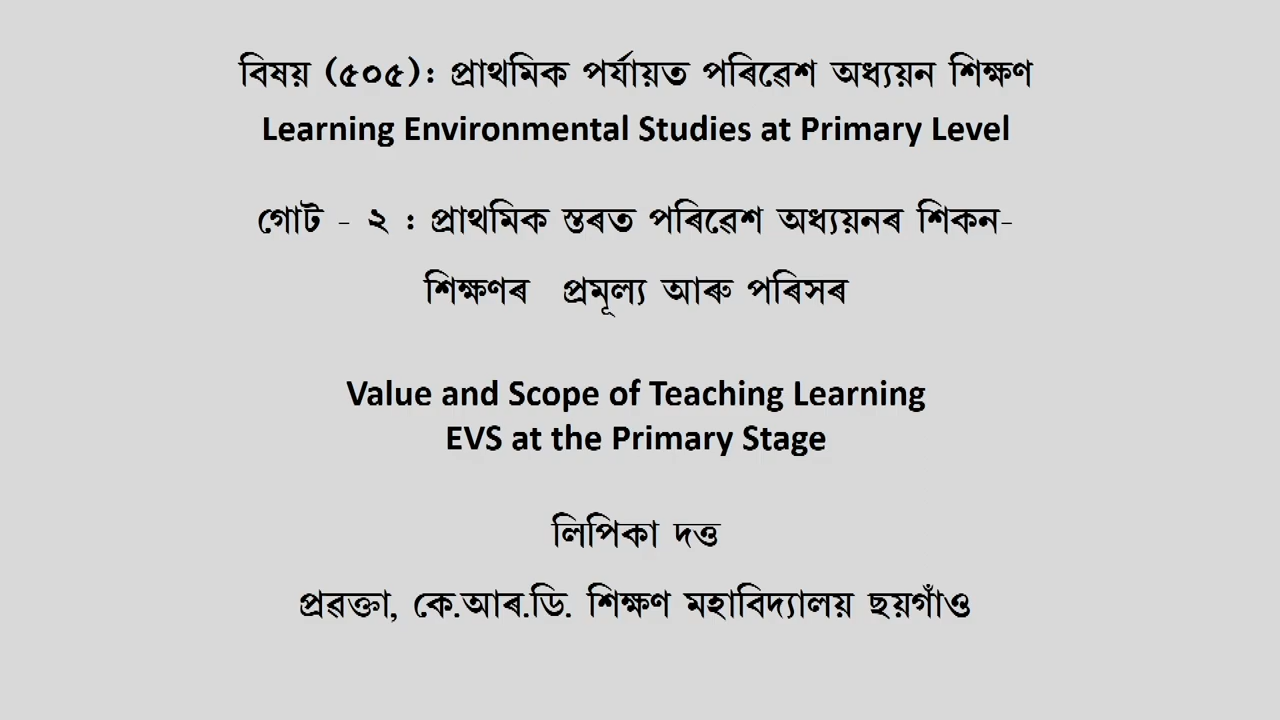 বিষয় (৫০৫): প্ৰাথমিক পৰ্যায়ত পৰিৱেশ অধ্যয়ন শিক্ষণ
Learning Environmental Studies at Primary Level
গোট - ২ : প্ৰাথমিক স্তৰত পৰিৱেশ অধ্যয়নৰ শিকন-
শিক্ষণৰ প্ৰমূল্য আৰু পৰিসৰ
Value and Scope of Teaching Learning
EVS at the Primary Stage
লিপিকা দত্ত
প্ৰৱক্তা, কে.আৰ.ডি. শিক্ষণ মহাবিদ্যালয় ছয়গাঁও